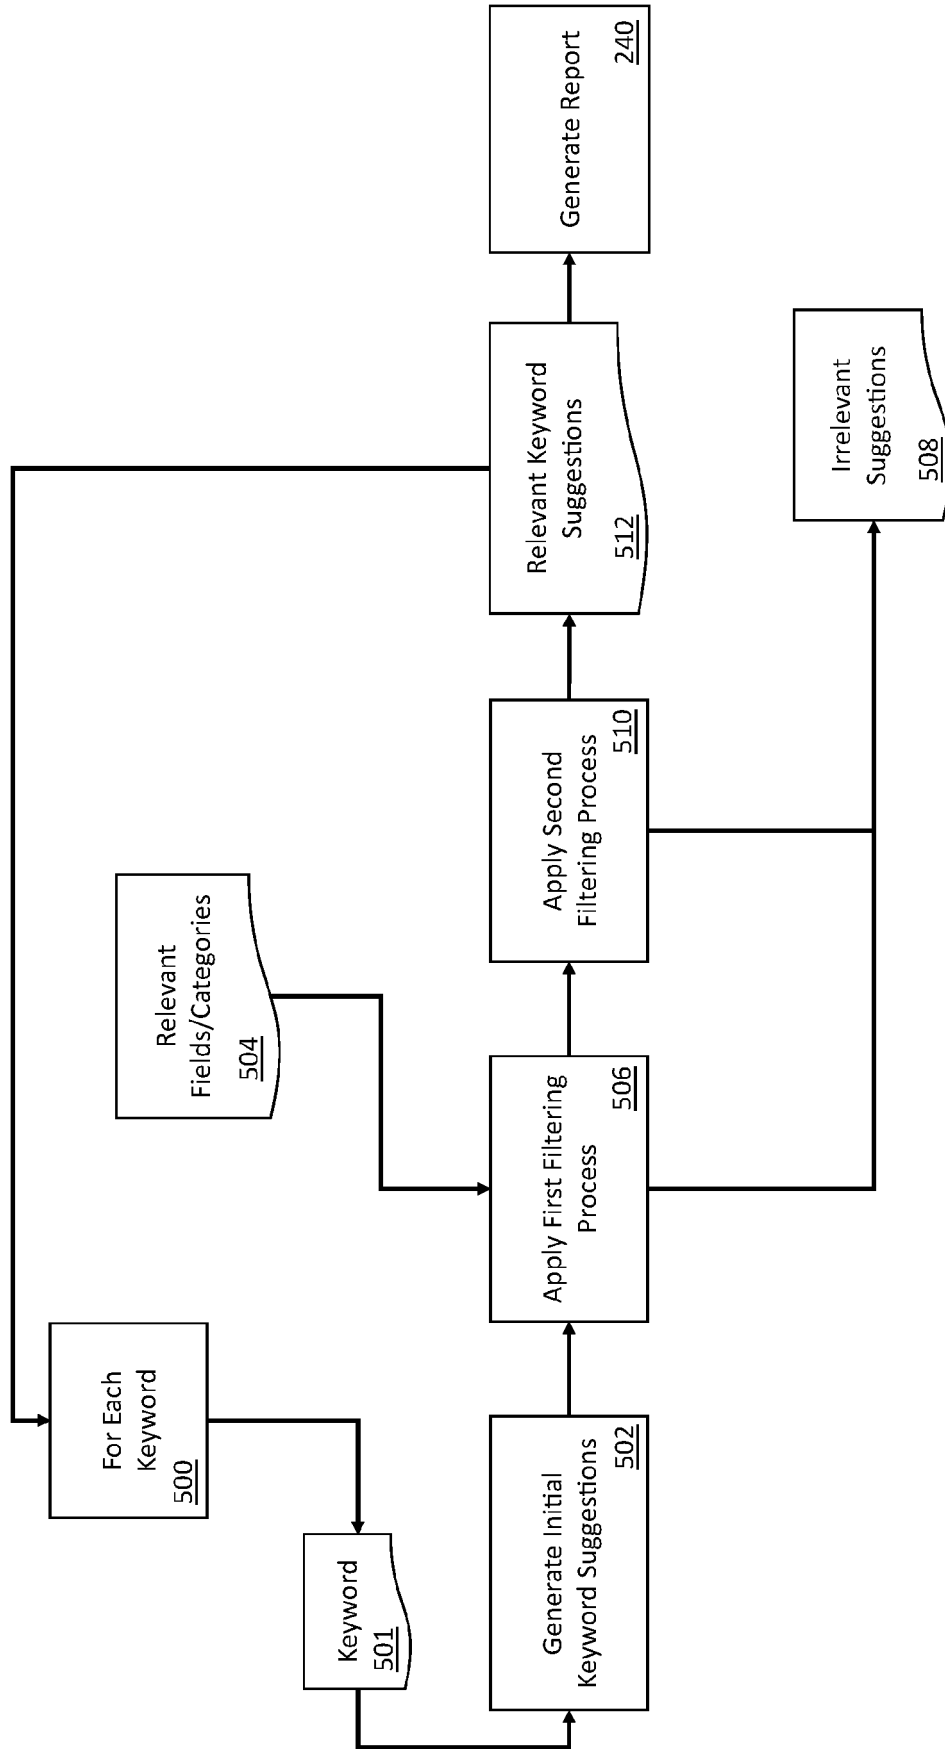 For Each
Keyword
500
Keyword
501
Relevant
Fields/Categories
504
Generate Initial
Keyword Suggestions
502
Apply First Filtering
Process
506
Apply Second
Filtering Process
510
Relevant Keyword
Suggestions
512
Generate Report
240
Irrelevant
Suggestions
508